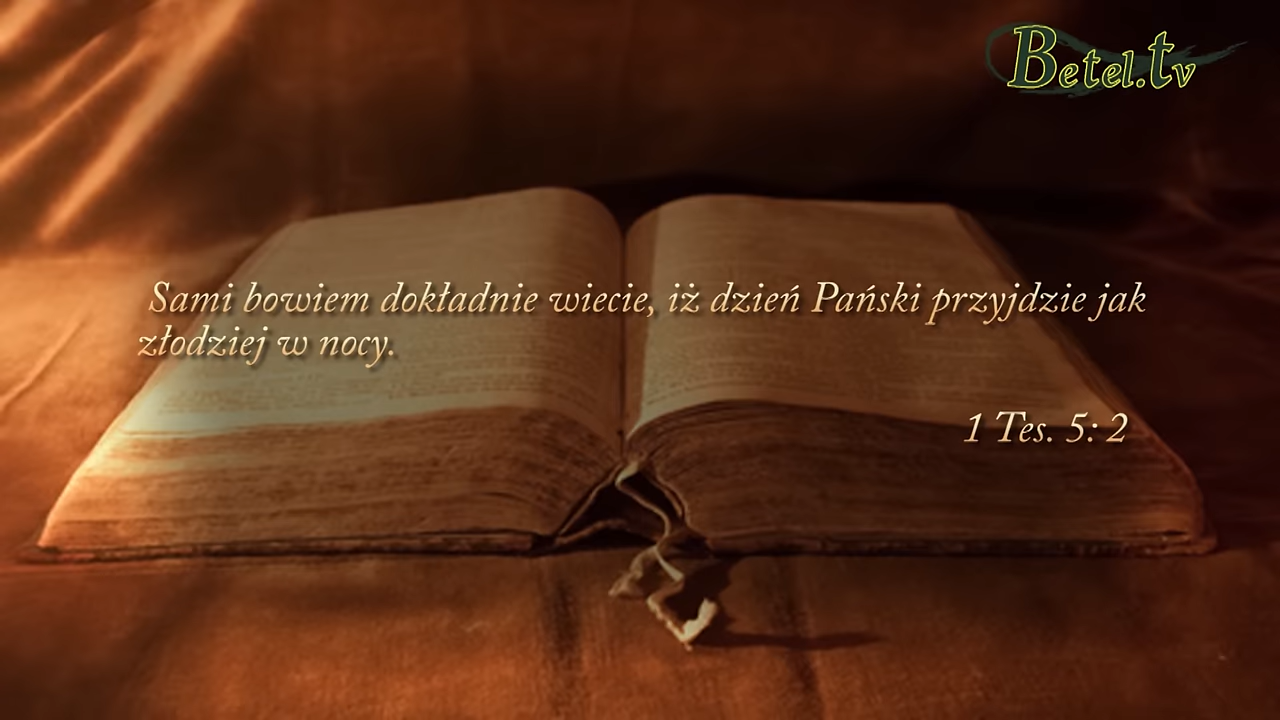 Betel.tv
Sami bowiem dokładnie wiecie, iż dzień Pański przyjdzie jak
złodziej w nocy.
1 Tes. 5: 2